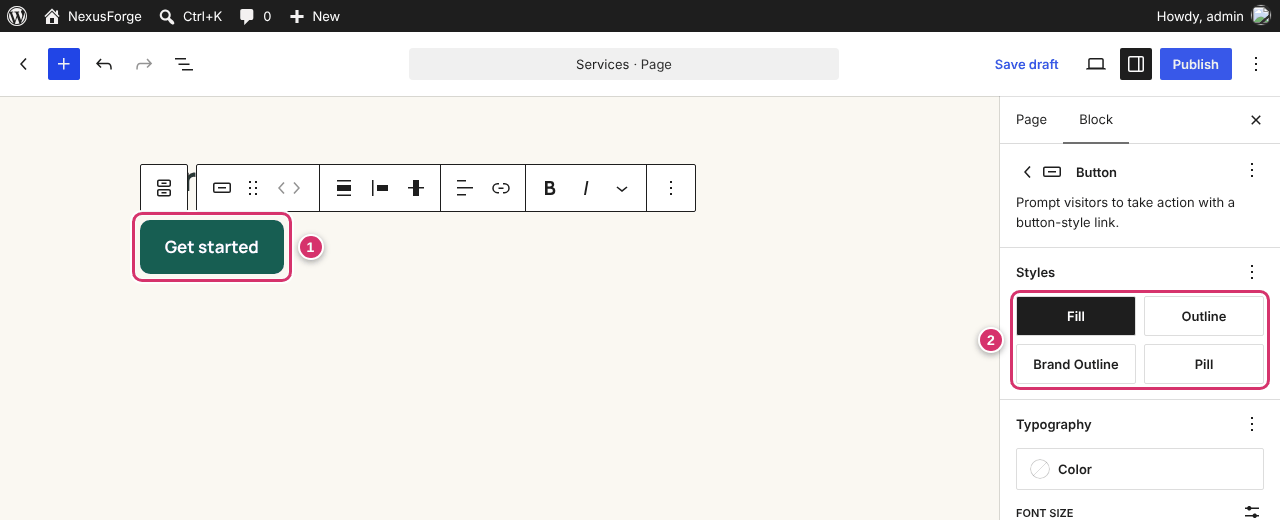 NexusForge Ctrl+K 0 New Howdy, admin
Services · Page Save draft Publish
Page Block
Button
Prompt visitors to take action with a
button-style link.
B I
Get started 1
Styles
Fill Outline
2
Brand Outline Pill
Typography
Color
FONT SIZE